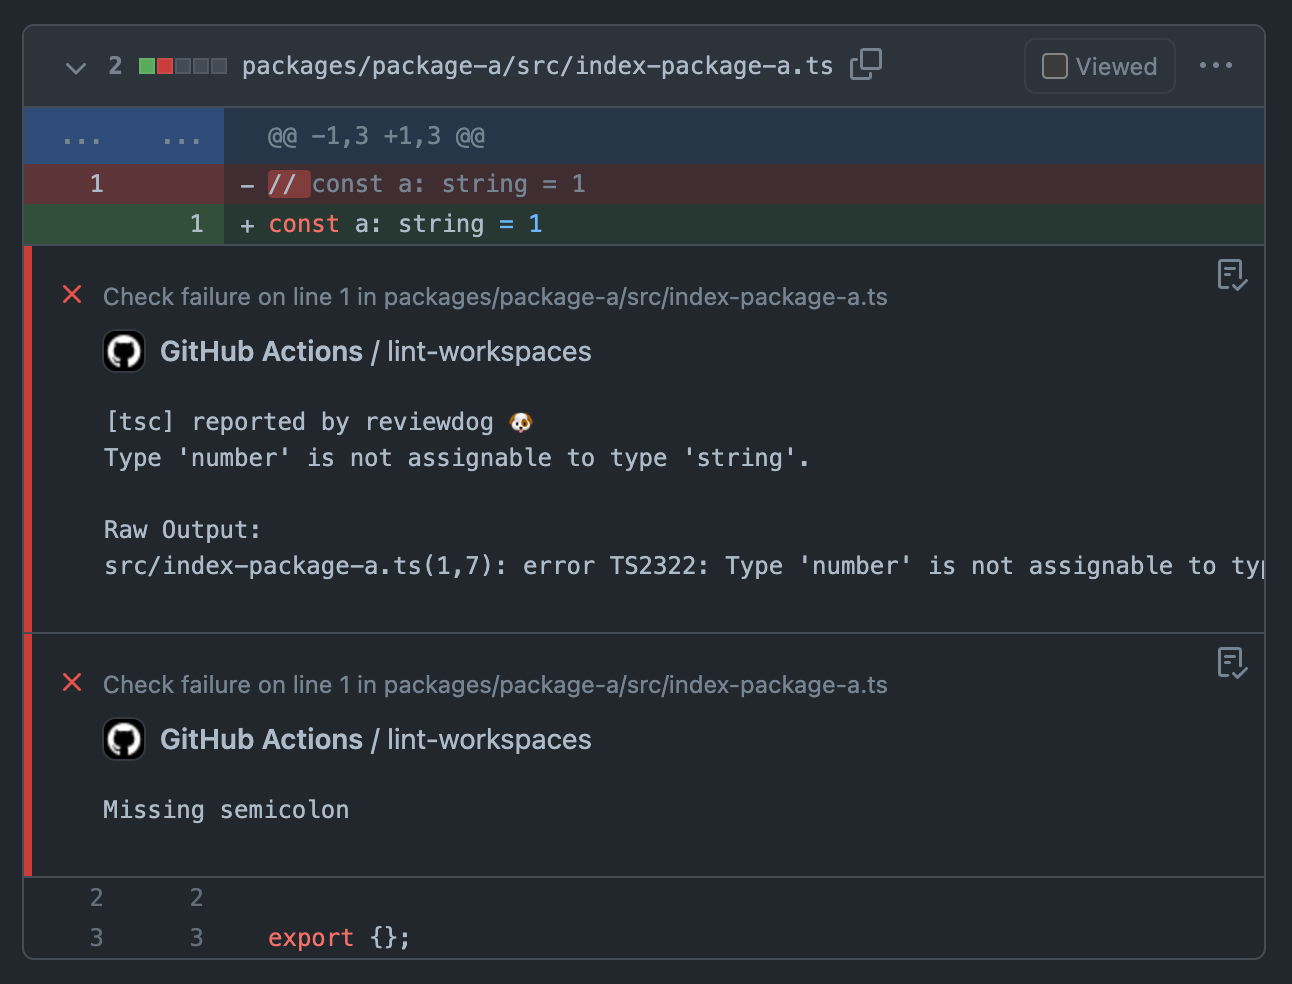 2 packages/package-a/src/index-package-a.ts Viewed ...
... ... @@ -1,3 +1,3 @@
1 - // const a: string = 1
1 + const a: string = 1
Check failure on line 1 in packages/package-a/src/index-package-a.ts
GitHub Actions / lint-workspaces
[tsc] reported by reviewdog 🐶
Type 'number' is not assignable to type 'string'.
Raw Output:
src/index-package-a.ts(1,7): error TS2322: Type 'number' is not assignable to typ
Check failure on line 1 in packages/package-a/src/index-package-a.ts
GitHub Actions / lint-workspaces
Missing semicolon
2 2
3 3 export {};